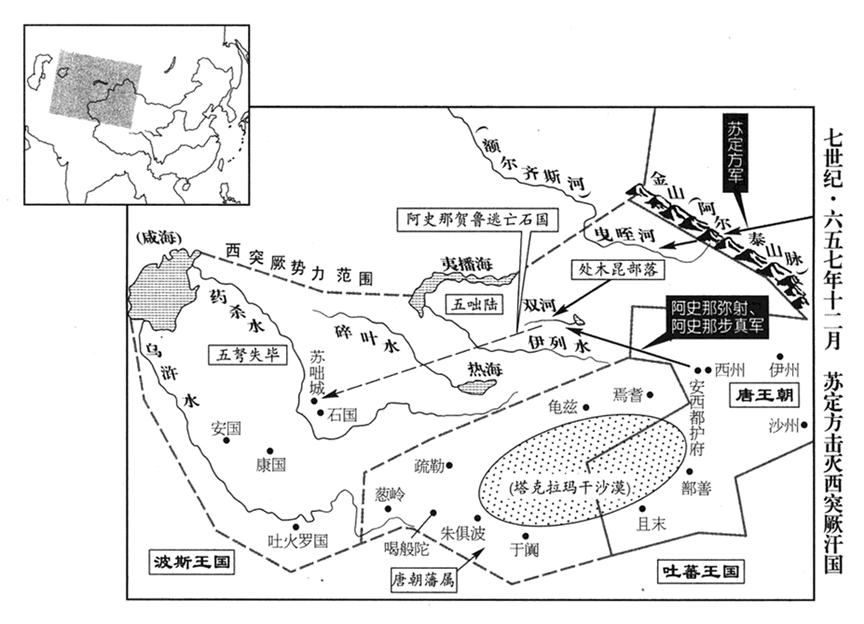 七世纪·六五七年十二月 苏定方击灭西突厥汗国
苏定方军
(额尔齐斯河)
金山(阿尔泰山脉)
阿史那贺鲁逃亡石国
曳咥河
(咸海)
西突厥势力范围
夷播海
处木昆部落
五咄陆
双河
药杀水
碎叶水
阿史那弥射、
阿史那步真军
伊列水
五弩失毕
苏咄城
热海
乌浒水
西州
伊州
安西都护府
唐王朝
石国
龟兹
焉耆
沙州
安国
康国
疏勒
(塔克拉玛干沙漠)
鄯善
葱岭
且末
吐火罗国
喝般陀
朱俱波
于阗
波斯王国
唐朝藩属
吐蕃王国